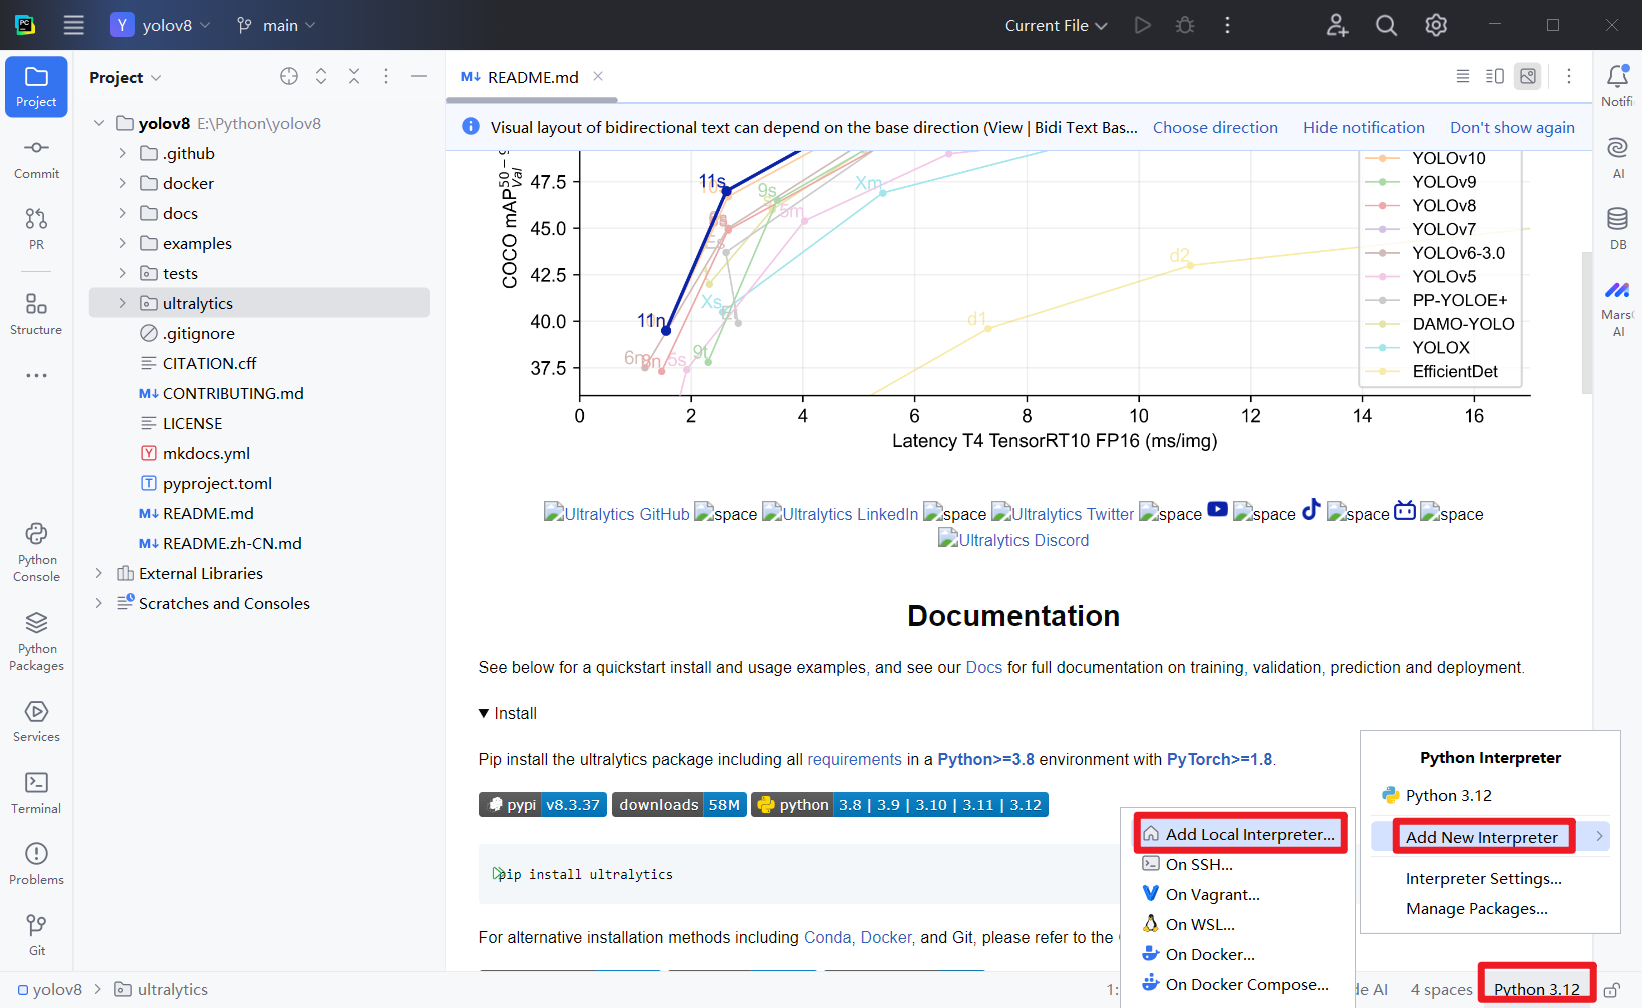 PC
Y yolov8 main Current File
Project
Commit
PR
Structure
Python
Console
Python
Packages
Services
Terminal
Problems
Git
Project
yolov8 E:\Python\yolov8
.github
docker
docs
examples
tests
ultralytics
.gitignore
CITATION.cff
M↓ CONTRIBUTING.md
LICENSE
Y mkdocs.yml
T pyproject.toml
M↓ README.md
M↓ README.zh-CN.md
External Libraries
Scratches and Consoles
M↓ README.md
Visual layout of bidirectional text can depend on the base direction (View | Bidi Text Bas... Choose direction Hide notification Don't show again
COCO mAP 50-9
val
47.5
45.0
42.5
40.0
37.5
0 2 4 6 8 10 12 14 16
Latency T4 TensorRT10 FP16 (ms/img)
11s
9s
Xm
5m
d2
Xs
11n
d1
6n
8n
5s
9t
YOLOv10
YOLOv9
YOLOv8
YOLOv7
YOLOv6-3.0
YOLOv5
PP-YOLOE+
DAMO-YOLO
YOLOX
EfficientDet
Ultralytics GitHub space Ultralytics LinkedIn space Ultralytics Twitter space space space space
Ultralytics Discord
Documentation
See below for a quickstart install and usage examples, and see our Docs for full documentation on training, validation, prediction and deployment.
▼ Install
Pip install the ultralytics package including all requirements in a Python>=3.8 environment with PyTorch>=1.8.
pypi v8.3.37 downloads 58M python 3.8 | 3.9 | 3.10 | 3.11 | 3.12
pip install ultralytics
For alternative installation methods including Conda, Docker, and Git, please refer to the
Add Local Interpreter...
On SSH...
On Vagrant...
On WSL...
On Docker...
On Docker Compose...
Python Interpreter
Python 3.12
Add New Interpreter
Interpreter Settings...
Manage Packages...
Notifi
AI
DB
Mars
AI
yolov8 > ultralytics 1: de AI 4 spaces Python 3.12